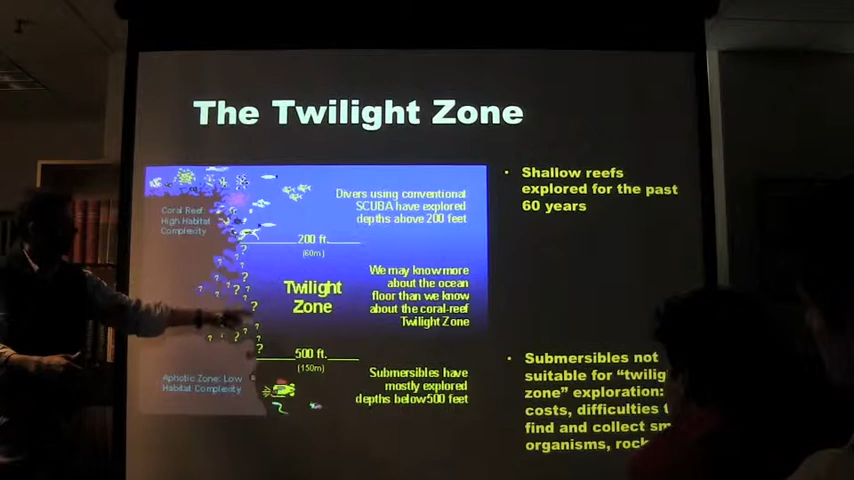 The Twilight Zone
Coral Reef:
High Habitat
Complexity
Divers using conventional
SCUBA have explored
depths above 200 feet
200 ft.
(60m)
Twilight
Zone
We may know more
about the ocean
floor than we know
about the coral-reef
Twilight Zone
500 ft.
(150m)
Aphotic Zone: Low
Habitat Complexity
Submersibles have
mostly explored
depths below 500 feet
• Shallow reefs
explored for the past
60 years
• Submersibles not
suitable for "twilig
zone" exploration:
costs, difficulties t
find and collect sm
organisms, rock